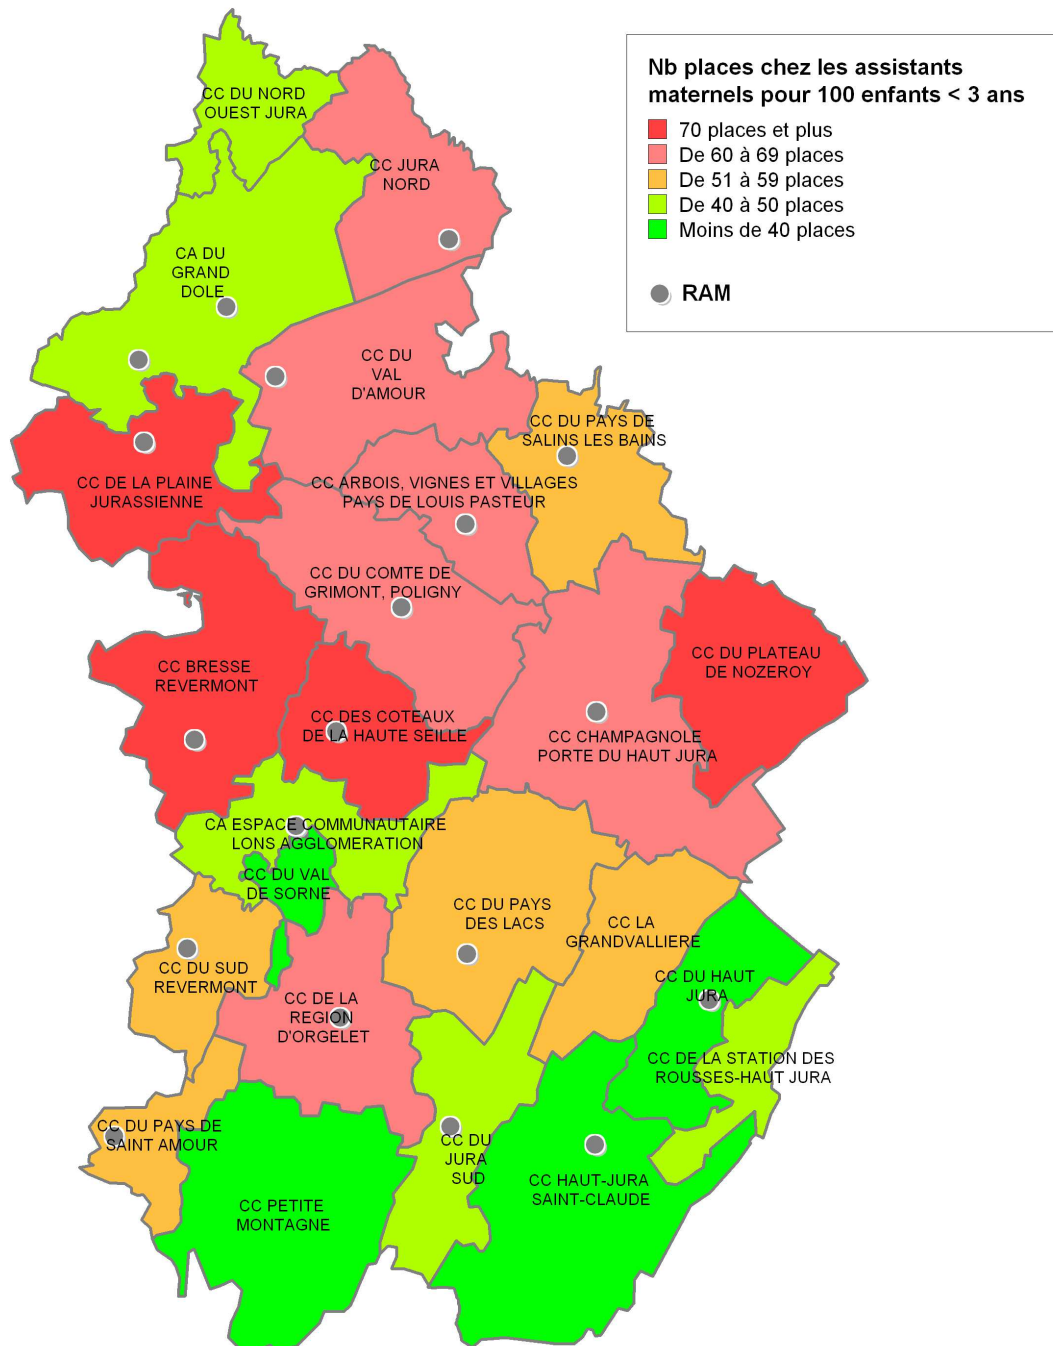 Nb places chez les assistants
maternels pour 100 enfants < 3 ans
70 places et plus
De 60 à 69 places
De 51 à 59 places
De 40 à 50 places
Moins de 40 places
RAM
CC DU NORD
OUEST JURA
CC JURA
NORD
CA DU
GRAND
DOLE
CC DU
VAL
D'AMOUR
CC DU PAYS DE
SALINS LES BAINS
CC DE LA PLAINE
JURASSIENNE
CC ARBOIS, VIGNES ET VILLAGES
PAYS DE LOUIS PASTEUR
CC DU COMTE DE
GRIMONT, POLIGNY
CC BRESSE
REVERMONT
CC DU PLATEAU
DE NOZEROY
CC DES COTEAUX
DE LA HAUTE SEILLE
CC CHAMPAGNOLE
PORTE DU HAUT JURA
CA ESPACE COMMUNAUTAIRE
LONS AGGLOMERATION
CC DU VAL
DE SORNE
CC DU PAYS
DES LACS
CC LA
GRANDVALLIERE
CC DU SUD
REVERMONT
CC DU HAUT
JURA
CC DE LA
REGION
D'ORGELET
CC DE LA STATION DES
ROUSSES-HAUT JURA
CC DU PAYS DE
SAINT AMOUR
CC DU
JURA
SUD
CC HAUT-JURA
SAINT-CLAUDE
CC PETITE
MONTAGNE